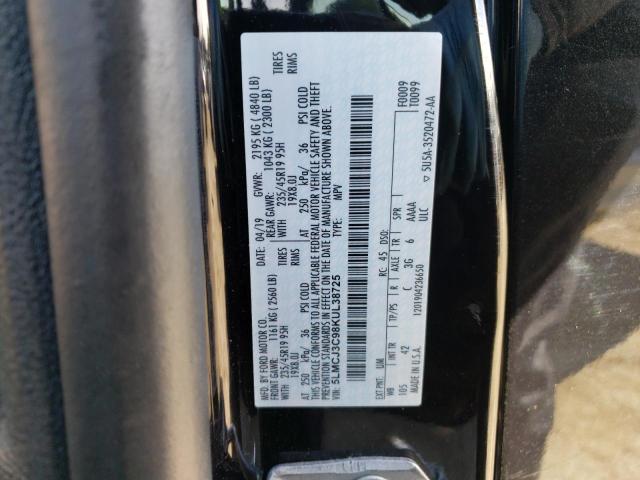 MFD. BY FORD MOTOR CO.
DATE: 04/19 GVWR: 2195 KG ( 4840 LB)
FRONT GAWR: 1161 KG ( 2560 LB) REAR GAWR: 1043 KG ( 2300 LB)
WITH 235/45R19 95H TIRES WITH 235/45R19 95H TIRES
19X8.0J RIMS 19X8.0J RIMS
AT 250 kPa/ 36 PSI COLD AT 250 kPa/ 36 PSI COLD
THIS VEHICLE CONFORMS TO ALL APPLICABLE FEDERAL MOTOR VEHICLE SAFETY AND THEFT
PREVENTION STANDARDS IN EFFECT ON THE DATE OF MANUFACTURE SHOWN ABOVE.
VIN: 5LMCJ3C98KUL38725 TYPE: MPV
F0009
T0099
EXT PNT: UM RC: 45 DSO:
WB INT TR TP/PS R AXLE TR SPR
105 42 C 3G 6 AAAA
MADE IN U.S.A. 1201904236650 ULC
▽ 5U5A-3520472-AA